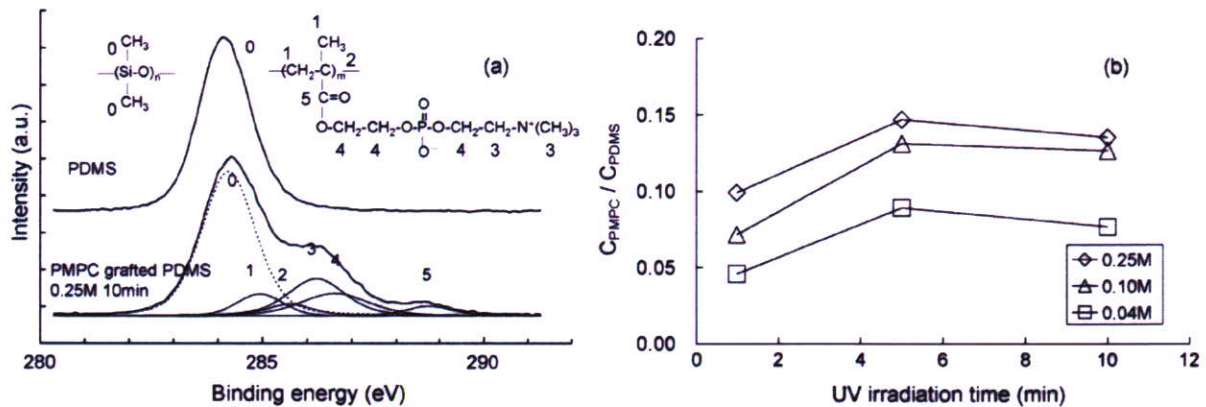 (a)
Intensity (a.u.)
0 CH3
(Si-O)n
0 CH3
0
1
CH3
1
2
(CH2-C)m
5 C=O
O
O-CH2-CH2-O-P-O-CH2-CH2-N+(CH3)3
O
4 4 4 3 3
PDMS
0
PMPC grafted PDMS
0.25M 10min
1
2
3
4
5
280
285
290
Binding energy (eV)
(b)
CPMPC / CPDMS
0.20
0.15
0.10
0.05
0.00
0.25M
0.10M
0.04M
0
2
4
6
8
10
12
UV irradiation time (min)